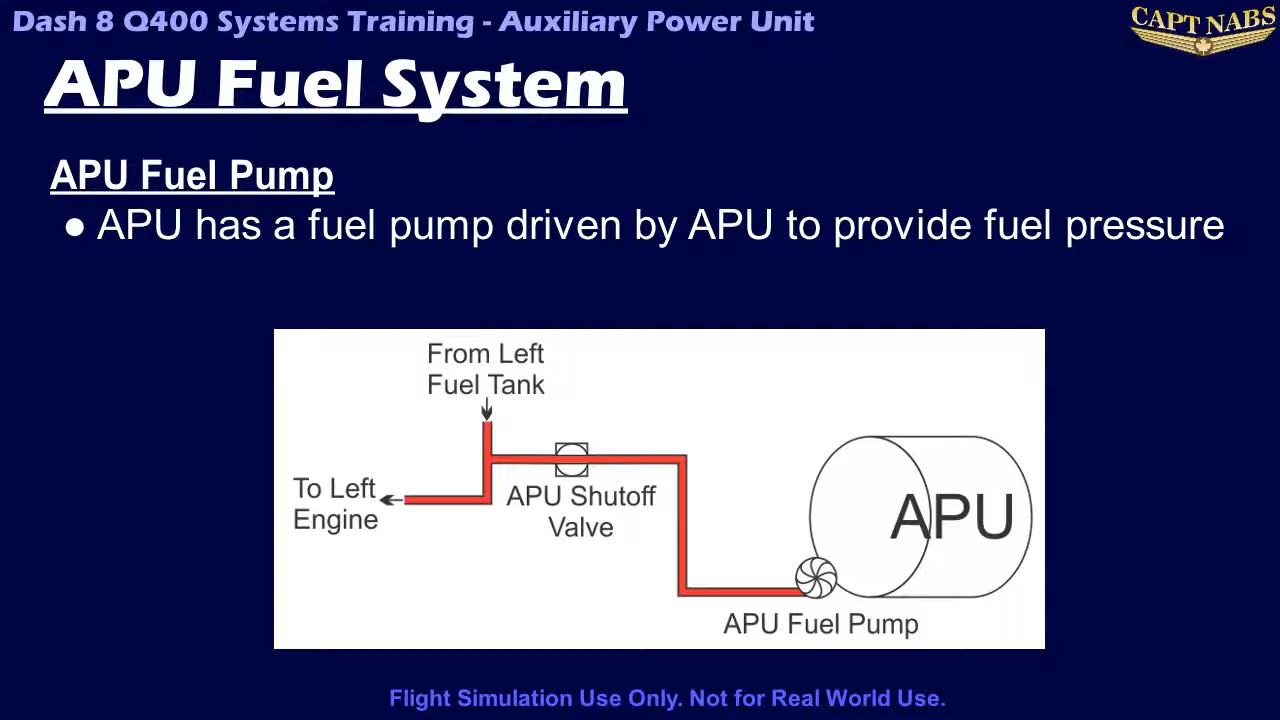 Dash 8 Q400 Systems Training - Auxiliary Power Unit
CAPT NABS
APU Fuel System
APU Fuel Pump
● APU has a fuel pump driven by APU to provide fuel pressure
From Left
Fuel Tank
To Left
Engine
APU Shutoff
Valve
APU
APU Fuel Pump
Flight Simulation Use Only. Not for Real World Use.